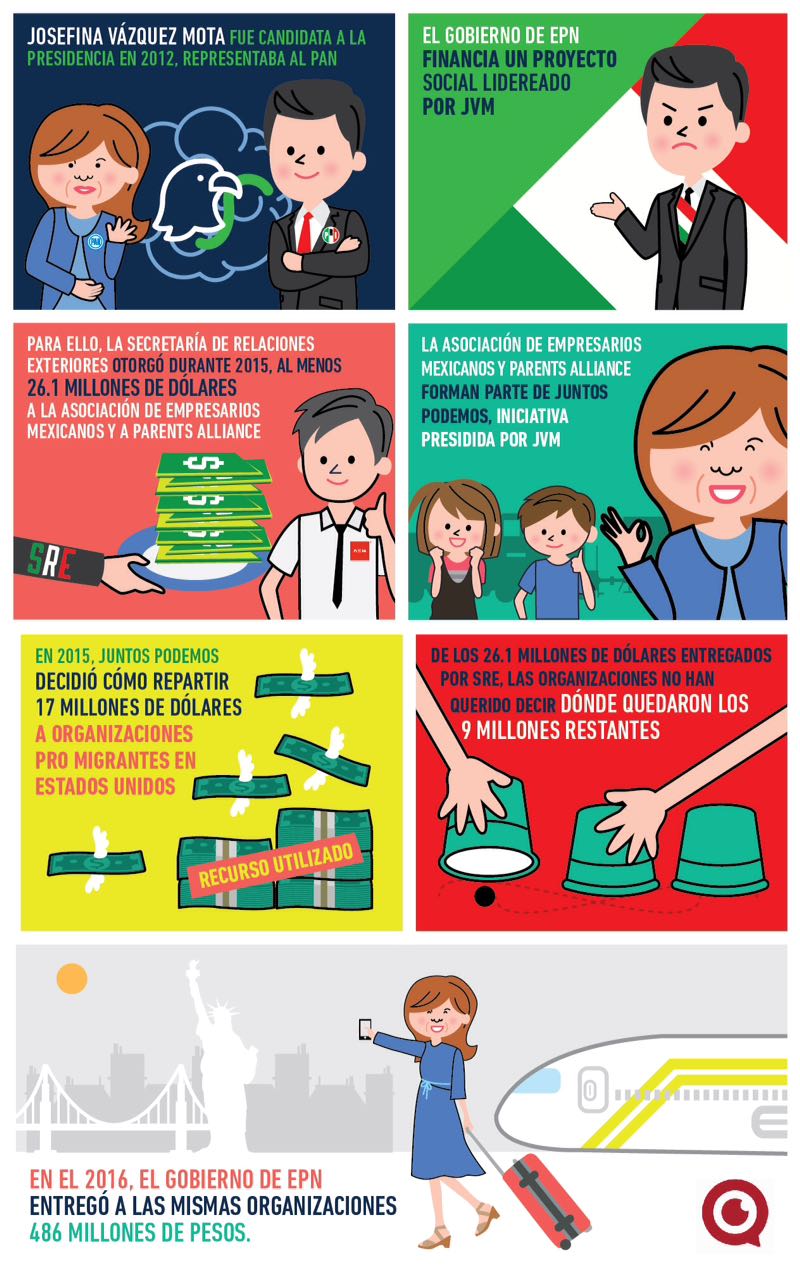 JOSEFINA VÁZQUEZ MOTA FUE CANDIDATA A LA
PRESIDENCIA EN 2012, REPRESENTABA AL PAN
PAN
PRI
EL GOBIERNO DE EPN
FINANCIA UN PROYECTO
SOCIAL LIDEREADO
POR JVM
PARA ELLO, LA SECRETARÍA DE RELACIONES
EXTERIORES OTORGÓ DURANTE 2015, AL MENOS
26.1 MILLONES DE DÓLARES
A LA ASOCIACIÓN DE EMPRESARIOS
MEXICANOS Y A PARENTS ALLIANCE
$
SRE
AEM
LA ASOCIACIÓN DE EMPRESARIOS
MEXICANOS Y PARENTS ALLIANCE
FORMAN PARTE DE JUNTOS
PODEMOS, INICIATIVA
PRESIDIDA POR JVM
EN 2015, JUNTOS PODEMOS
DECIDIÓ CÓMO REPARTIR
17 MILLONES DE DÓLARES
A ORGANIZACIONES
PRO MIGRANTES EN
ESTADOS UNIDOS
RECURSO UTILIZADO
DE LOS 26.1 MILLONES DE DÓLARES ENTREGADOS
POR SRE, LAS ORGANIZACIONES NO HAN
QUERIDO DECIR DÓNDE QUEDARON LOS
9 MILLONES RESTANTES
EN EL 2016, EL GOBIERNO DE EPN
ENTREGÓ A LAS MISMAS ORGANIZACIONES
486 MILLONES DE PESOS.